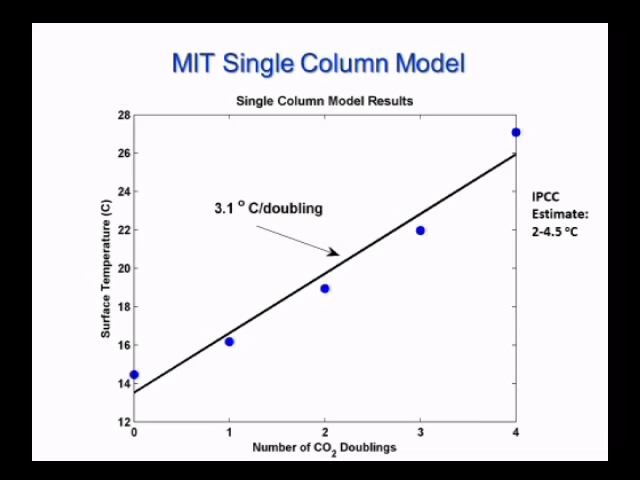 MIT Single Column Model
Single Column Model Results
28
26
24
22
20
18
16
14
12
0
1
2
3
4
Surface Temperature (C)
Number of CO2 Doublings
3.1 ° C/doubling
IPCC
Estimate:
2-4.5 °C